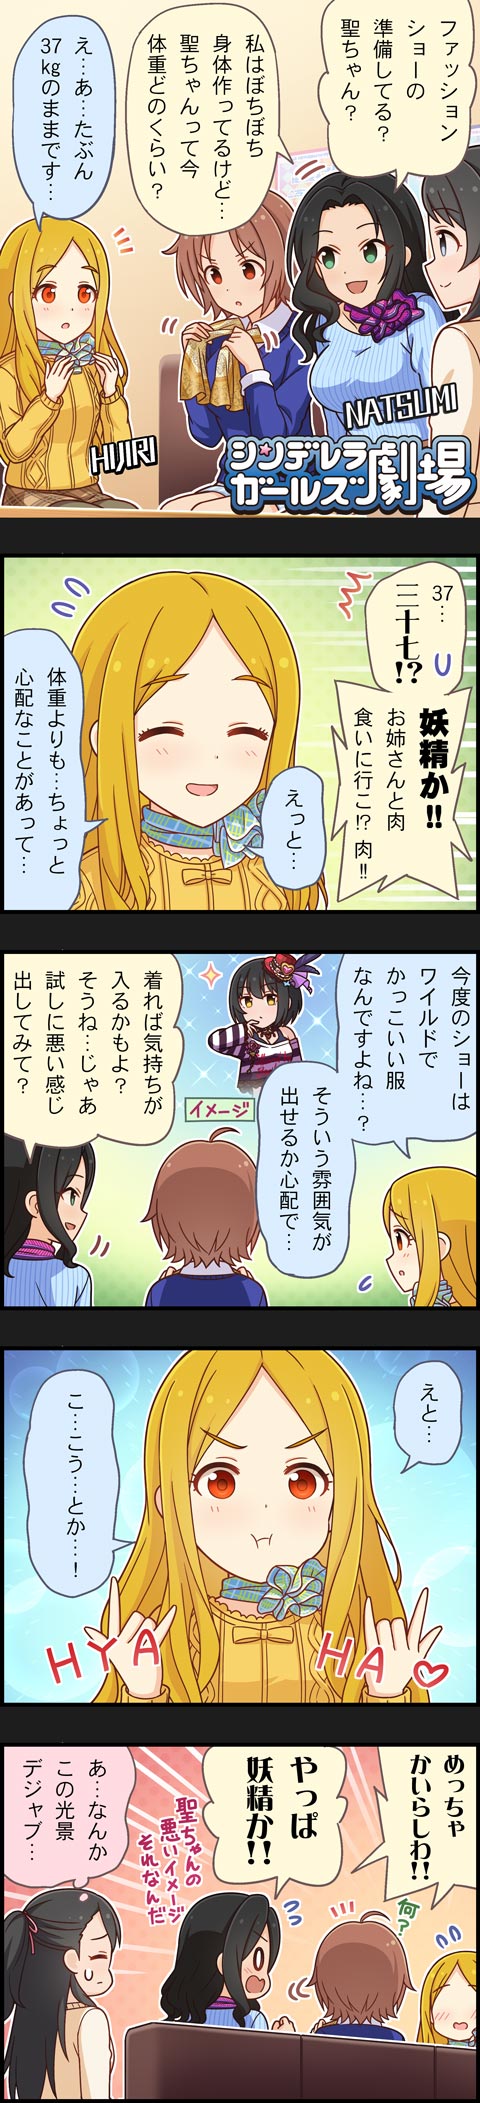 ファッション
ショーの
準備してる？
聖ちゃん？
私はぼちぼち
身体作ってるけど…
聖ちゃんって今
体重どのくらい？
え…あ…たぶん
37kgのままです…
HIJIRI
NATSUMI
シンデレラ
ガールズ劇場
37…
三十七!?
妖精か!!
お姉さんと肉
食いに行こ!?肉!!
えっと…
体重よりも…ちょっと
心配なことがあって…
今度のショーは
ワイルドで
かっこいい服
なんですよね…？
そういう雰囲気が
出せるか心配で…
イメージ
着れば気持ちが
入るかもよ？
そうね…じゃあ
試しに悪い感じ
出してみて？
えと…
こ…こう…とか…！
HYA
HA♡
めっちゃ
かいらしわ!!
何？
やっぱ
妖精か!!
聖ちゃんの
悪いイメージ
それなんだ
あ…なんか
この光景
デジャブ…